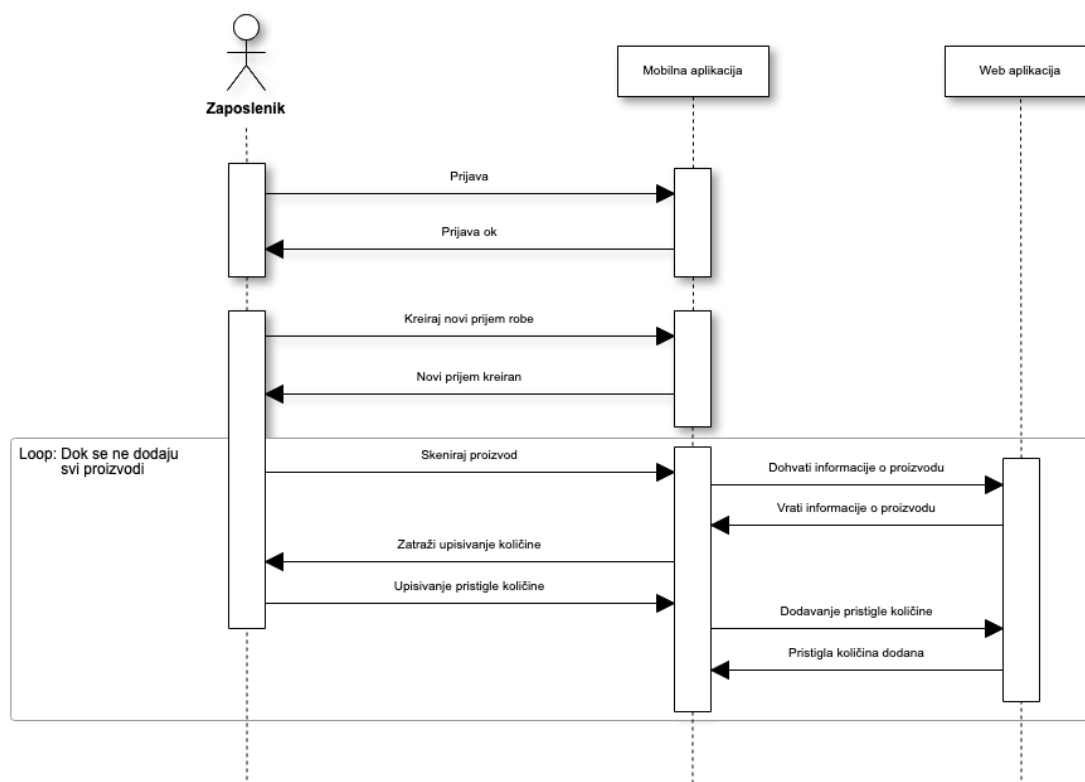 Mobilna aplikacija
Web aplikacija
Zaposlenik
Prijava
Prijava ok
Kreiraj novi prijem robe
Novi prijem kreiran
Loop: Dok se ne dodaju
svi proizvodi
Skeniraj proizvod
Dohvati informacije o proizvodu
Vrati informacije o proizvodu
Zatraži upisivanje količine
Upisivanje pristigle količine
Dodavanje pristigle količine
Pristigla količina dodana